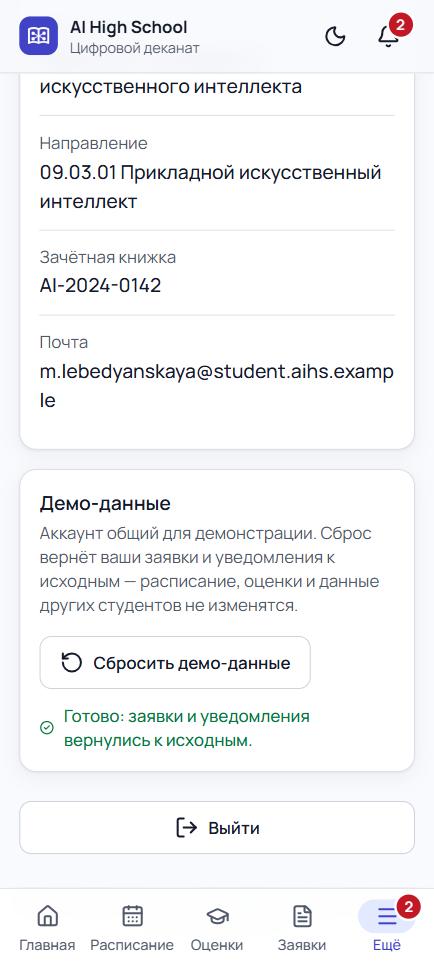 AI High School
Цифровой деканат
2
искусственного интеллекта
Направление
09.03.01 Прикладной искусственный
интеллект
Зачётная книжка
AI-2024-0142
Почта
m.lebedyanskaya@student.aihs.examp
le
Демо-данные
Аккаунт общий для демонстрации. Сброс
вернёт ваши заявки и уведомления к
исходным — расписание, оценки и данные
других студентов не изменятся.
Сбросить демо-данные
Готово: заявки и уведомления
вернулись к исходным.
Выйти
2
Главная Расписание Оценки Заявки Ещё